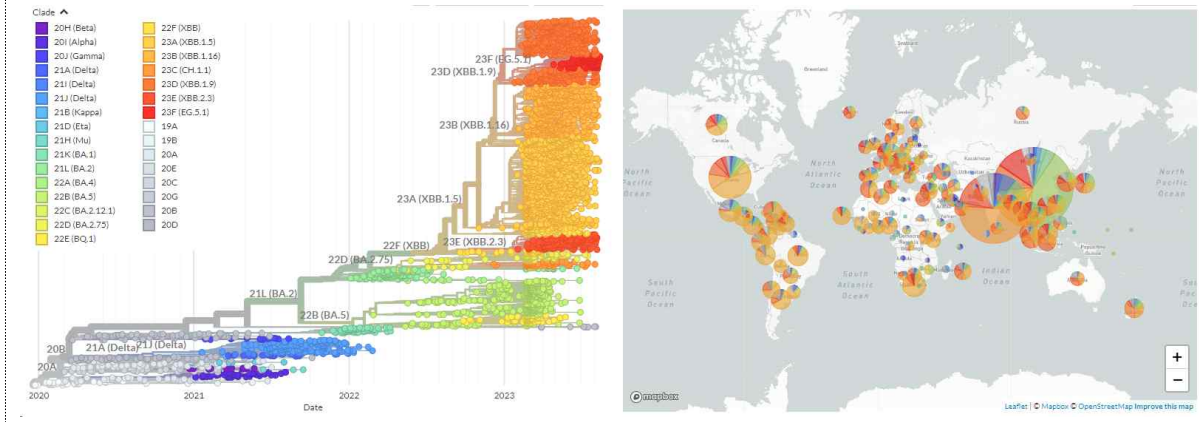 Clade
20H (Beta)
20I (Alpha)
20J (Gamma)
21A (Delta)
21I (Delta)
21J (Delta)
21B (Kappa)
21D (Eta)
21H (Mu)
21K (BA.1)
21L (BA.2)
22A (BA.4)
22B (BA.5)
22C (BA.2.12.1)
22D (BA.2.75)
22E (BQ.1)
22F (XBB)
23A (XBB.1.5)
23B (XBB.1.16)
23C (CH.1.1)
23D (XBB.1.9)
23E (XBB.2.3)
23F (EG.5.1)
19A
19B
20A
20E
20C
20G
20B
20D
23F (EG.5.1)
23D (XBB.1.9)
23B (XBB.1.16)
23A (XBB.1.5)
23E (XBB.2.3)
22F (XBB)
22D (BA.2.75)
21L (BA.2)
22B (BA.5)
21J (Delta)
21A (Delta)
20B
20A
2020
2021
2022
2023
Date
Greenland
Canada
Russia
Kazakhstan
North
Pacific
Ocean
North
Atlantic
Ocean
North
Pacific
Ocean
South
Pacific
Ocean
South
Atlantic
Ocean
Indian
Ocean
South
Pacific
Ocean
+
−
mapbox
Leaflet | © Mapbox © OpenStreetMap Improve this map